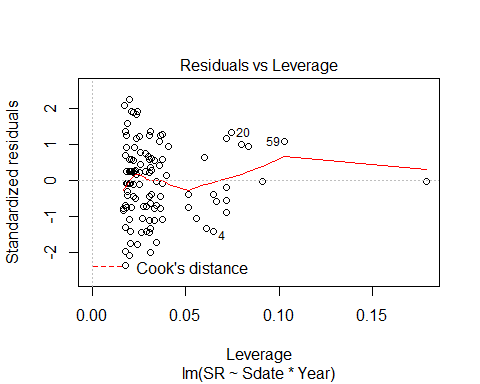 Residuals vs Leverage
Standardized residuals
2
1
0
-1
-2
20
59
4
Cook's distance
0.00 0.05 0.10 0.15
Leverage
lm(SR ~ Sdate * Year)